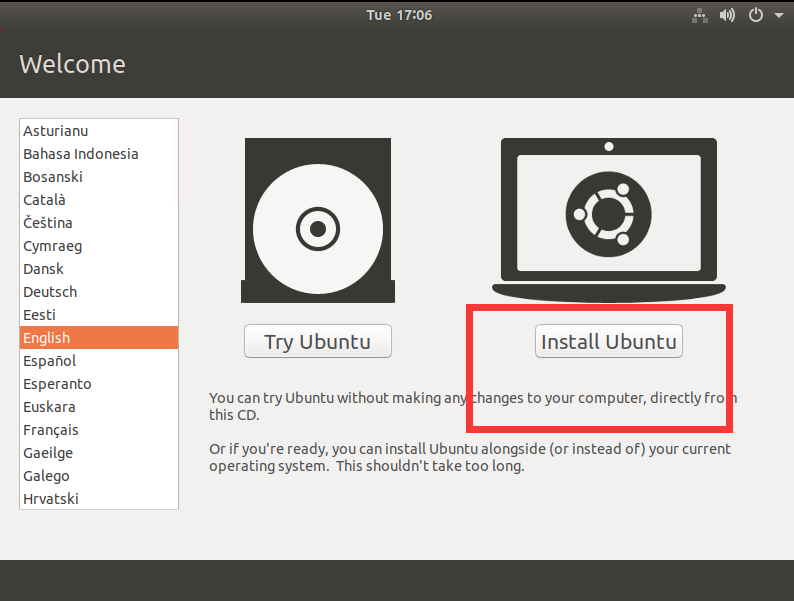 Tue 17:06
Welcome
Asturianu
Bahasa Indonesia
Bosanski
Català
Čeština
Cymraeg
Dansk
Deutsch
Eesti
English
Español
Esperanto
Euskara
Français
Gaeilge
Galego
Hrvatski
Try Ubuntu
Install Ubuntu
You can try Ubuntu without making any changes to your computer, directly from
this CD.
Or if you're ready, you can install Ubuntu alongside (or instead of) your current
operating system. This shouldn't take too long.